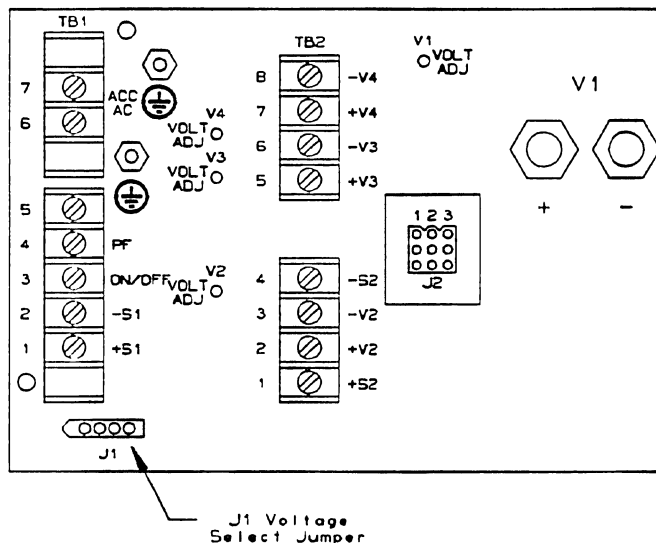 TB1
7
6
ACC
AC
5
4 PF
3 ON/OFF
2 -S1
1 +S1
J1
V4
VOLT
ADJ
V3
VOLT
ADJ
V2
VOLT
ADJ
TB2
8 -V4
7 +V4
6 -V3
5 +V3
4 -S2
3 -V2
2 +V2
1 +S2
V1
VOLT
ADJ
V1
+ -
1 2 3
J2
J1 Voltage
Select Jumper